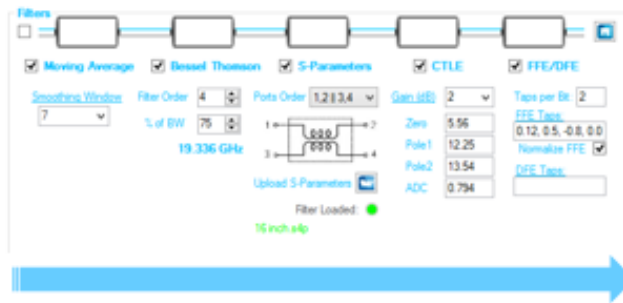 Filters
Moving Average
Bessel Thomson
S-Parameters
CTLE
FFE/DFE
Smoothing Window
7
Filter Order 4
% of BW 75
19.336 GHz
Ports Order 1,2 || 3,4
1 2
3 4
Upload S-Parameters
Filter Loaded:
16 inch.s4p
Gain (dB) 2
Zero 5.56
Pole1 12.25
Pole2 13.54
ADC 0.794
Taps per Bit: 2
FFE Taps:
0.12, 0.5, -0.8, 0.0
Normalize FFE
DFE Taps: